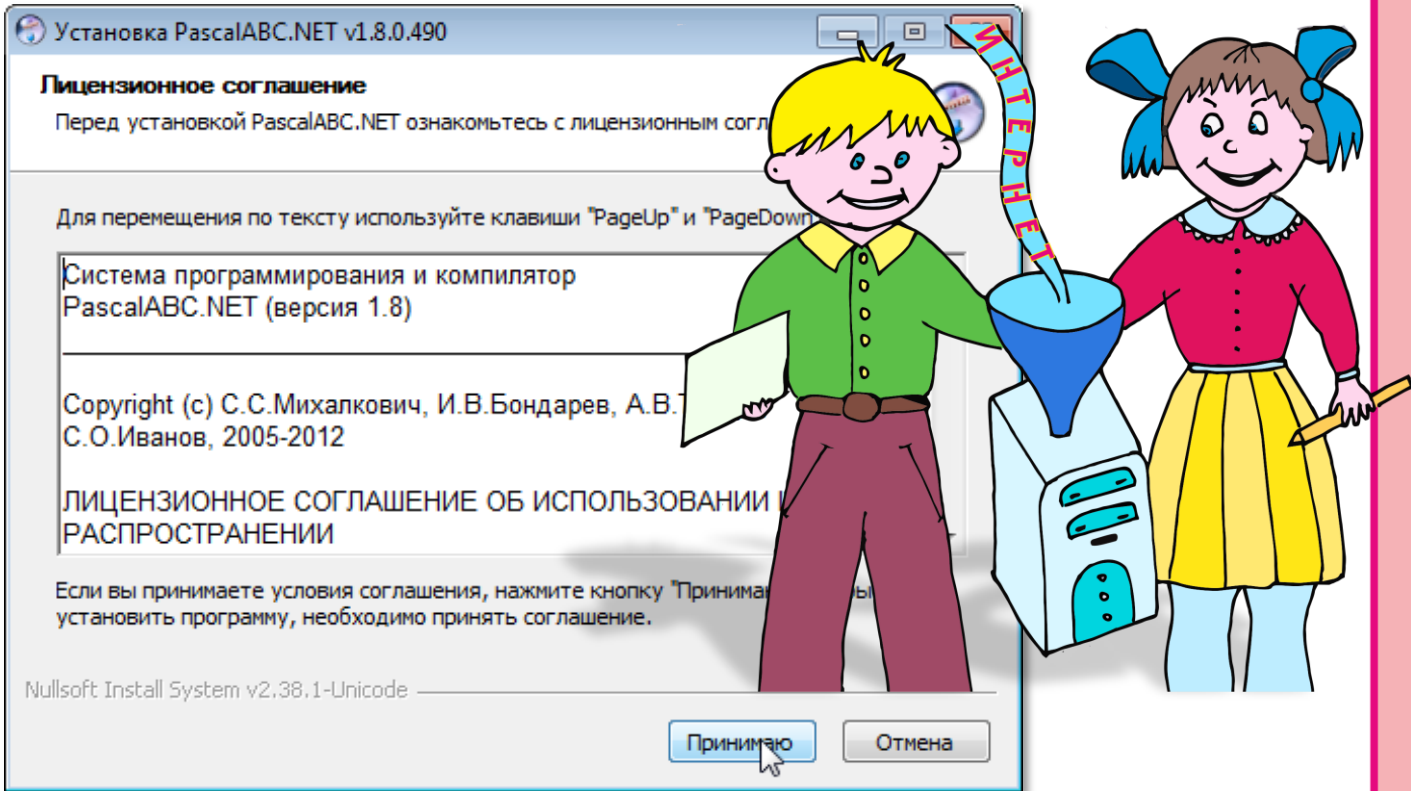 Установка PascalABC.NET v1.8.0.490
Лицензионное соглашение
Перед установкой PascalABC.NET ознакомьтесь с лицензионным
Для перемещения по тексту используйте клавиши "PageUp" и "PageDown
Система программирования и компилятор
PascalABC.NET (версия 1.8)
Copyright (c) С.С.Михалкович, И.В.Бондарев, А.В.
С.О.Иванов, 2005-2012
ЛИЦЕНЗИОННОЕ СОГЛАШЕНИЕ ОБ ИСПОЛЬЗОВАНИИ
РАСПРОСТРАНЕНИИ
Если вы принимаете условия соглашения, нажмите кнопку
установить программу, необходимо принять соглашение.
Nullsoft Install System v2.38.1-Unicode
Принимаю
Отмена
ИНТЕРНЕТ